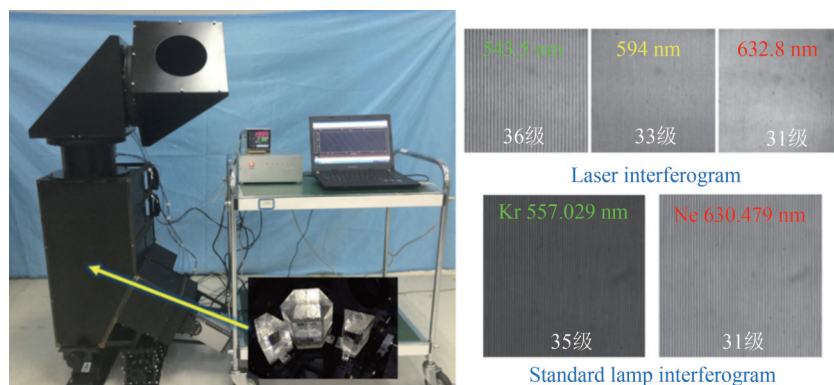 543.5 nm
594 nm
632.8 nm
36级
33级
31级
Laser interferogram
Kr 557.029 nm
Ne 630.479 nm
35级
31级
Standard lamp interferogram